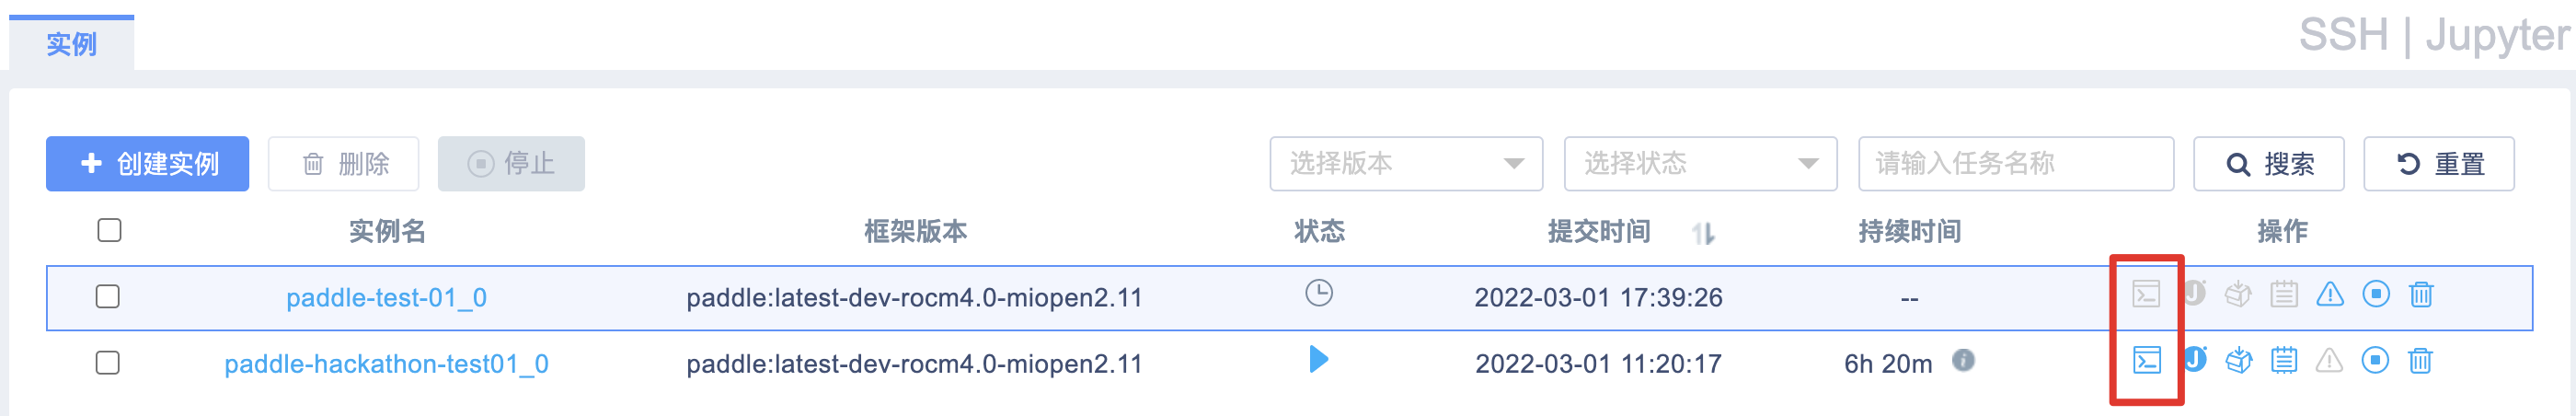 实例
SSH | Jupyter
创建实例 删除 停止 选择版本 选择状态 请输入任务名称 搜索 重置
实例名 框架版本 状态 提交时间 持续时间 操作
paddle-test-01_0 paddle:latest-dev-rocm4.0-miopen2.11 2022-03-01 17:39:26 --
paddle-hackathon-test01_0 paddle:latest-dev-rocm4.0-miopen2.11 2022-03-01 11:20:17 6h 20m